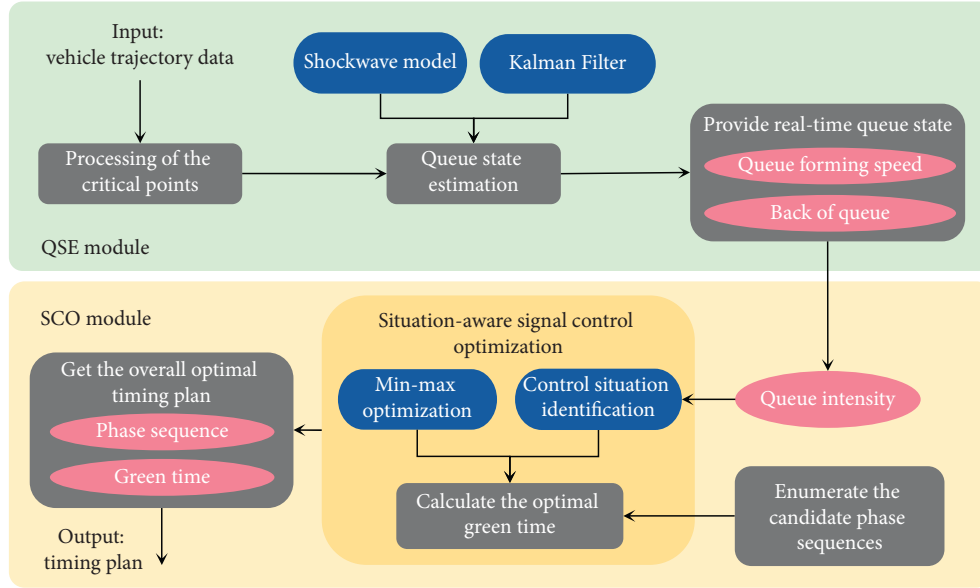 Input:
vehicle trajectory data
Shockwave model
Kalman Filter
Processing of the
critical points
Queue state
estimation
Provide real-time queue state
Queue forming speed
Back of queue
QSE module
SCO module
Situation-aware signal control
optimization
Get the overall optimal
timing plan
Phase sequence
Green time
Min-max
optimization
Control situation
identification
Queue intensity
Calculate the optimal
green time
Enumerate the
candidate phase
sequences
Output:
timing plan